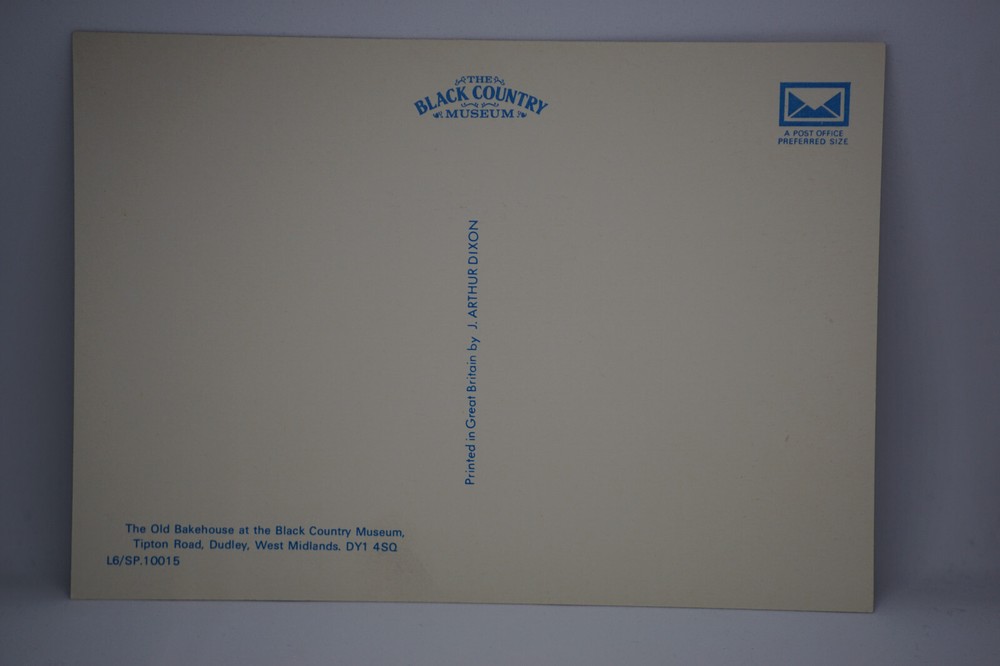 THE
BLACK COUNTRY
MUSEUM
A POST OFFICE
PREFERRED SIZE
Printed in Great Britain by J. ARTHUR DIXON
The Old Bakehouse at the Black Country Museum,
Tipton Road, Dudley, West Midlands. DY1 4SQ
L6/SP.10015